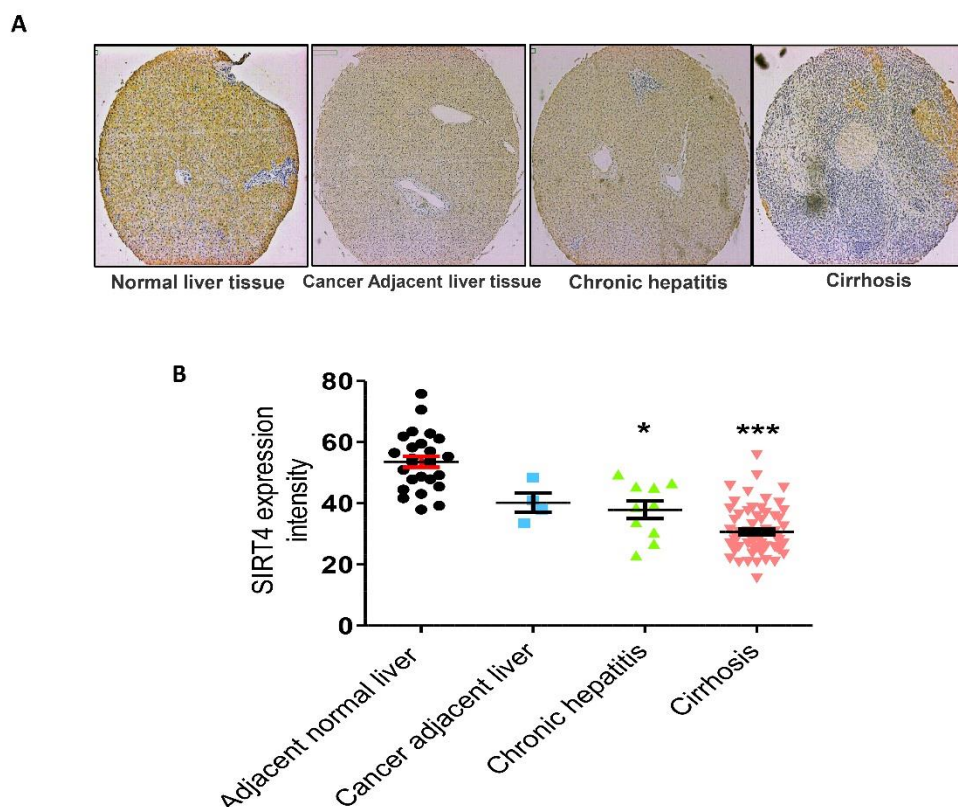 A
Normal liver tissue
Cancer Adjacent liver tissue
Chronic hepatitis
Cirrhosis
B
SIRT4 expression
intensity
80
60
40
20
0
*
***
Adjacent normal liver
Cancer adjacent liver
Chronic hepatitis
Cirrhosis